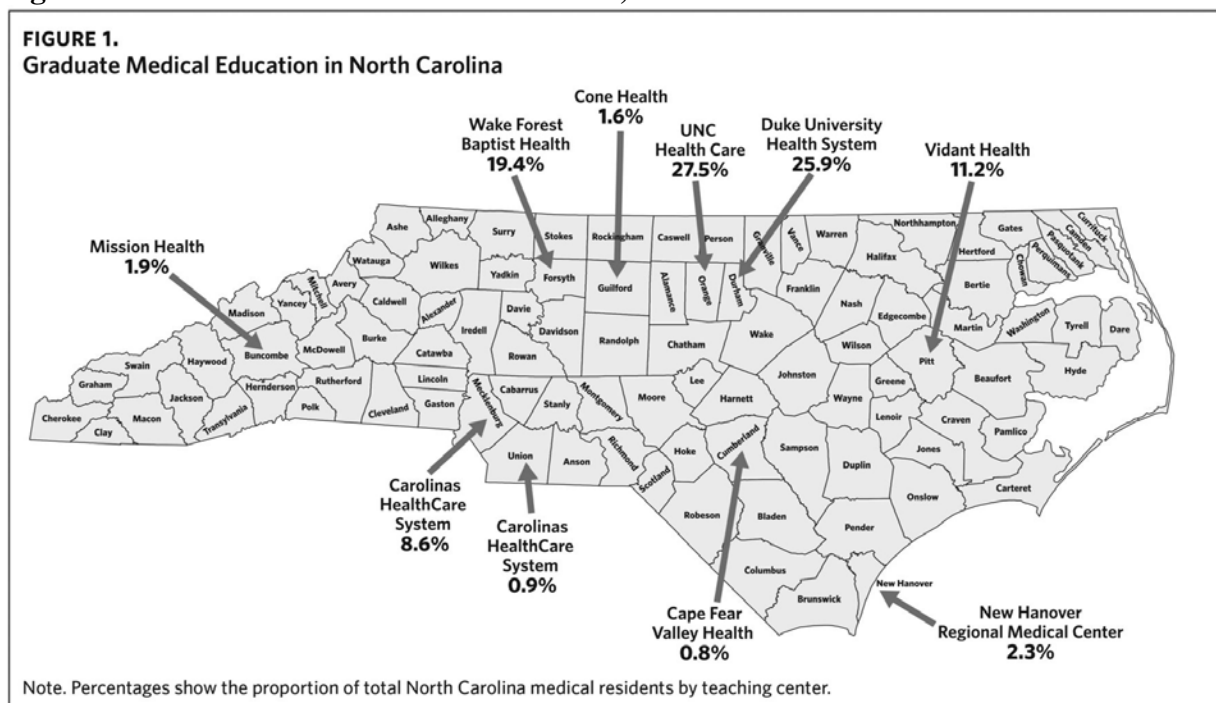 FIGURE 1.
Graduate Medical Education in North Carolina
Cone Health
1.6%
Wake Forest
Baptist Health
19.4%
UNC
Health Care
27.5%
Duke University
Health System
25.9%
Vidant Health
11.2%
Mission Health
1.9%
Ashe
Alleghany
Surry
Stokes
Rockingham
Caswell
Person
Granville
Vance
Warren
Northhampton
Gates
Currituck
Camden
Pasquotank
Perquimans
Chowan
Hertford
Halifax
Bertie
Watauga
Wilkes
Yadkin
Forsyth
Guilford
Alamance
Orange
Durham
Franklin
Nash
Edgecombe
Martin
Washington
Tyrell
Dare
Mitchell
Avery
Yancey
Madison
Caldwell
Alexander
Iredell
Davie
Davidson
Randolph
Chatham
Wake
Wilson
Pitt
Beaufort
Hyde
Buncombe
McDowell
Burke
Catawba
Rowan
Haywood
Swain
Graham
Cherokee
Clay
Macon
Jackson
Transylvania
Hernderson
Polk
Rutherford
Cleveland
Lincoln
Gaston
Mecklenburg
Cabarrus
Stanly
Montgomery
Moore
Lee
Harnett
Johnston
Wayne
Greene
Lenoir
Craven
Pamlico
Jones
Carteret
Onslow
Duplin
Sampson
Cumberland
Hoke
Scotland
Richmond
Anson
Union
Robeson
Bladen
Pender
Columbus
Brunswick
New Hanover
Carolinas
HealthCare
System
8.6%
Carolinas
HealthCare
System
0.9%
Cape Fear
Valley Health
0.8%
New Hanover
Regional Medical Center
2.3%
Note. Percentages show the proportion of total North Carolina medical residents by teaching center.